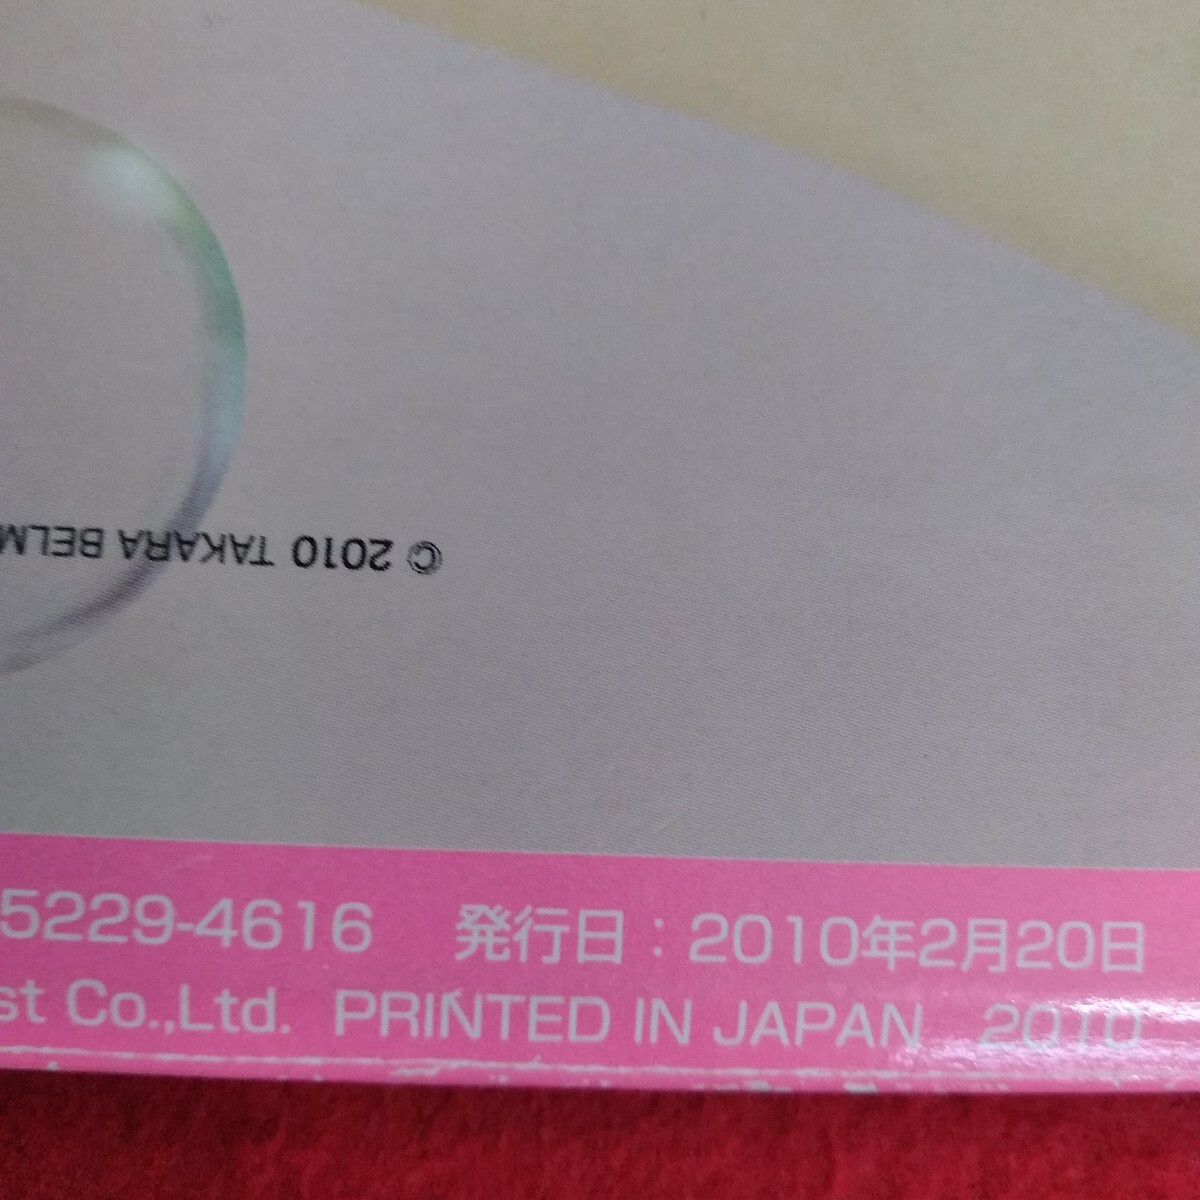 © 2010 TAKARA BELM
5229-4616 発行日：2010年2月20日
st Co.,Ltd. PRINTED IN JAPAN 2010